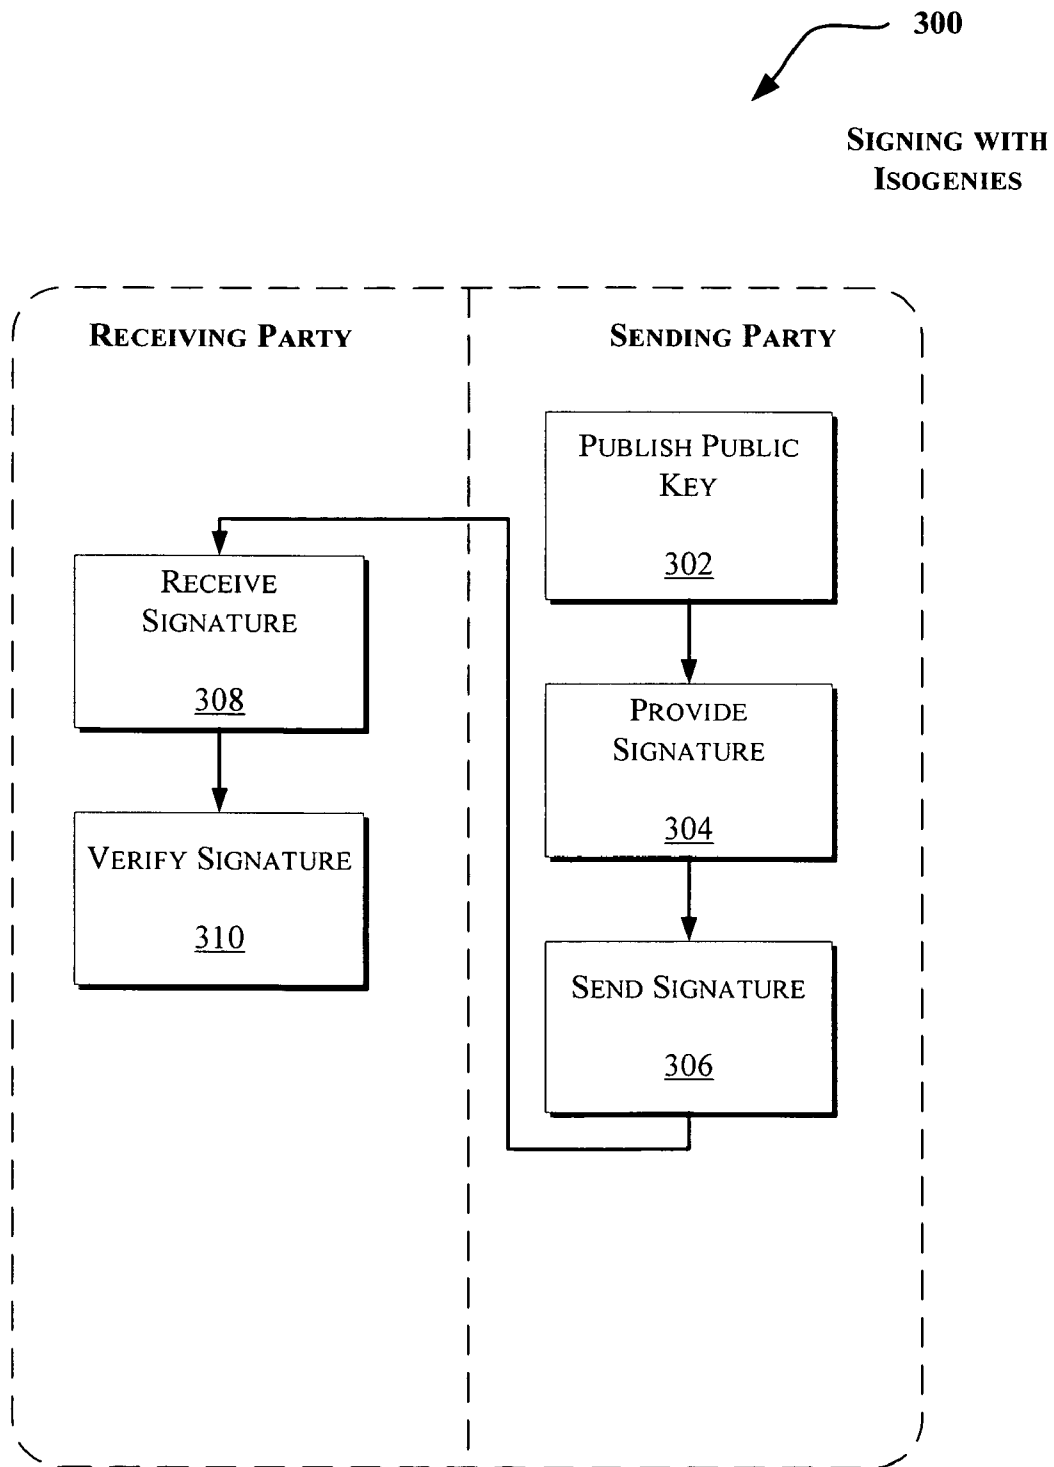 300
SIGNING WITH
ISOGENIES
RECEIVING PARTY
SENDING PARTY
PUBLISH PUBLIC
KEY
302
RECEIVE
SIGNATURE
308
PROVIDE
SIGNATURE
304
VERIFY SIGNATURE
310
SEND SIGNATURE
306